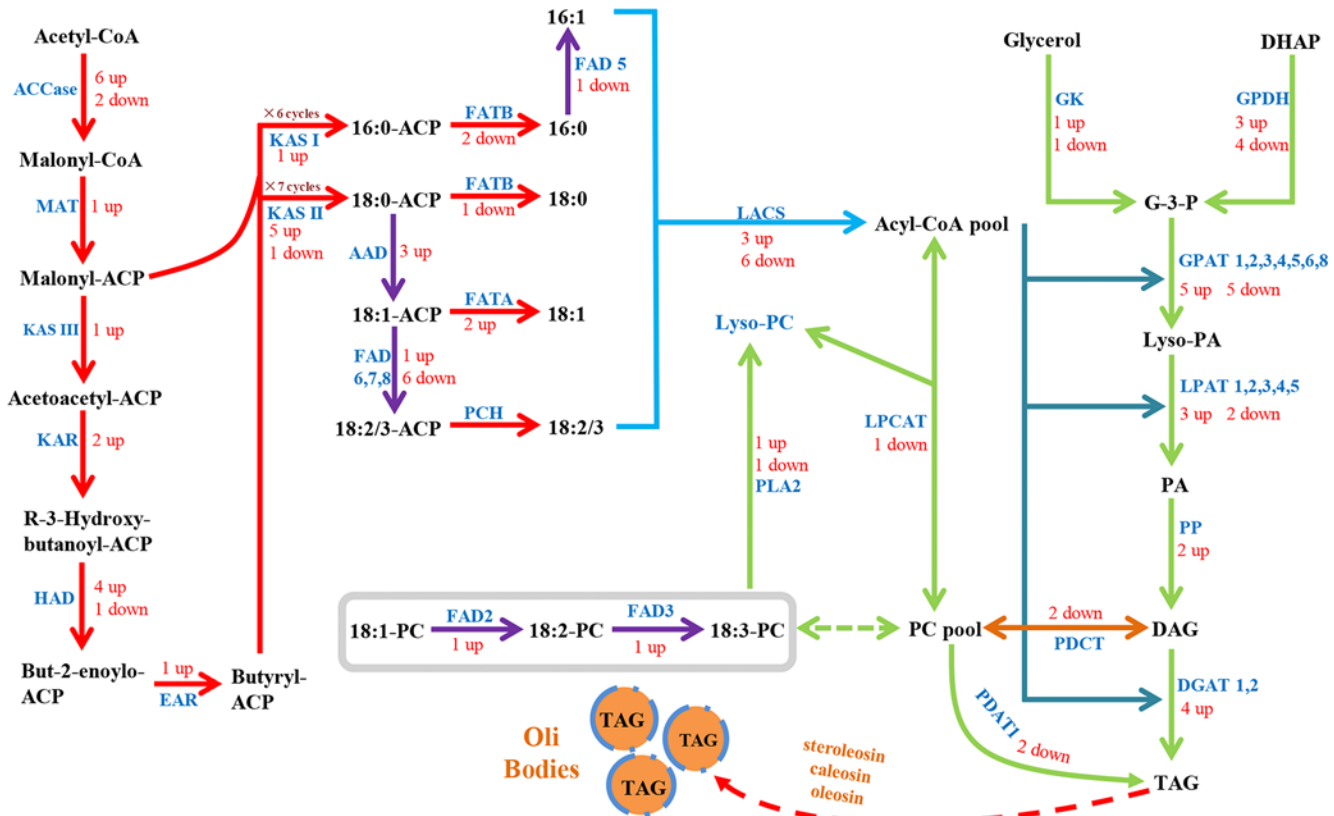 Acetyl-CoA
ACCase
6 up
2 down
Malonyl-CoA
MAT
1 up
Malonyl-ACP
KAS III
1 up
Acetoacetyl-ACP
KAR
2 up
R-3-Hydroxy-
butanoyl-ACP
HAD
4 up
1 down
But-2-enoylo-
ACP
1 up
EAR
Butyryl-
ACP
×6 cycles
KAS I
1 up
×7 cycles
KAS II
5 up
1 down
16:0-ACP
FATB
2 down
16:0
FAD 5
1 down
16:1
18:0-ACP
FATB
1 down
18:0
AAD
3 up
18:1-ACP
FATA
2 up
18:1
FAD
6,7,8
1 up
6 down
18:2/3-ACP
PCH
18:2/3
LACS
3 up
6 down
Acyl-CoA pool
Lyso-PC
LPCAT
1 down
1 up
1 down
PLA2
18:1-PC
FAD2
1 up
18:2-PC
FAD3
1 up
18:3-PC
PC pool
2 down
PDCT
DAG
Glycerol
DHAP
GK
1 up
1 down
GPDH
3 up
4 down
G-3-P
GPAT 1,2,3,4,5,6,8
5 up 5 down
Lyso-PA
LPAT 1,2,3,4,5
3 up 2 down
PA
PP
2 up
DGAT 1,2
4 up
PDAT1
2 down
TAG
steroleosin
caleosin
oleosin
Oli
Bodies
TAG
TAG
TAG